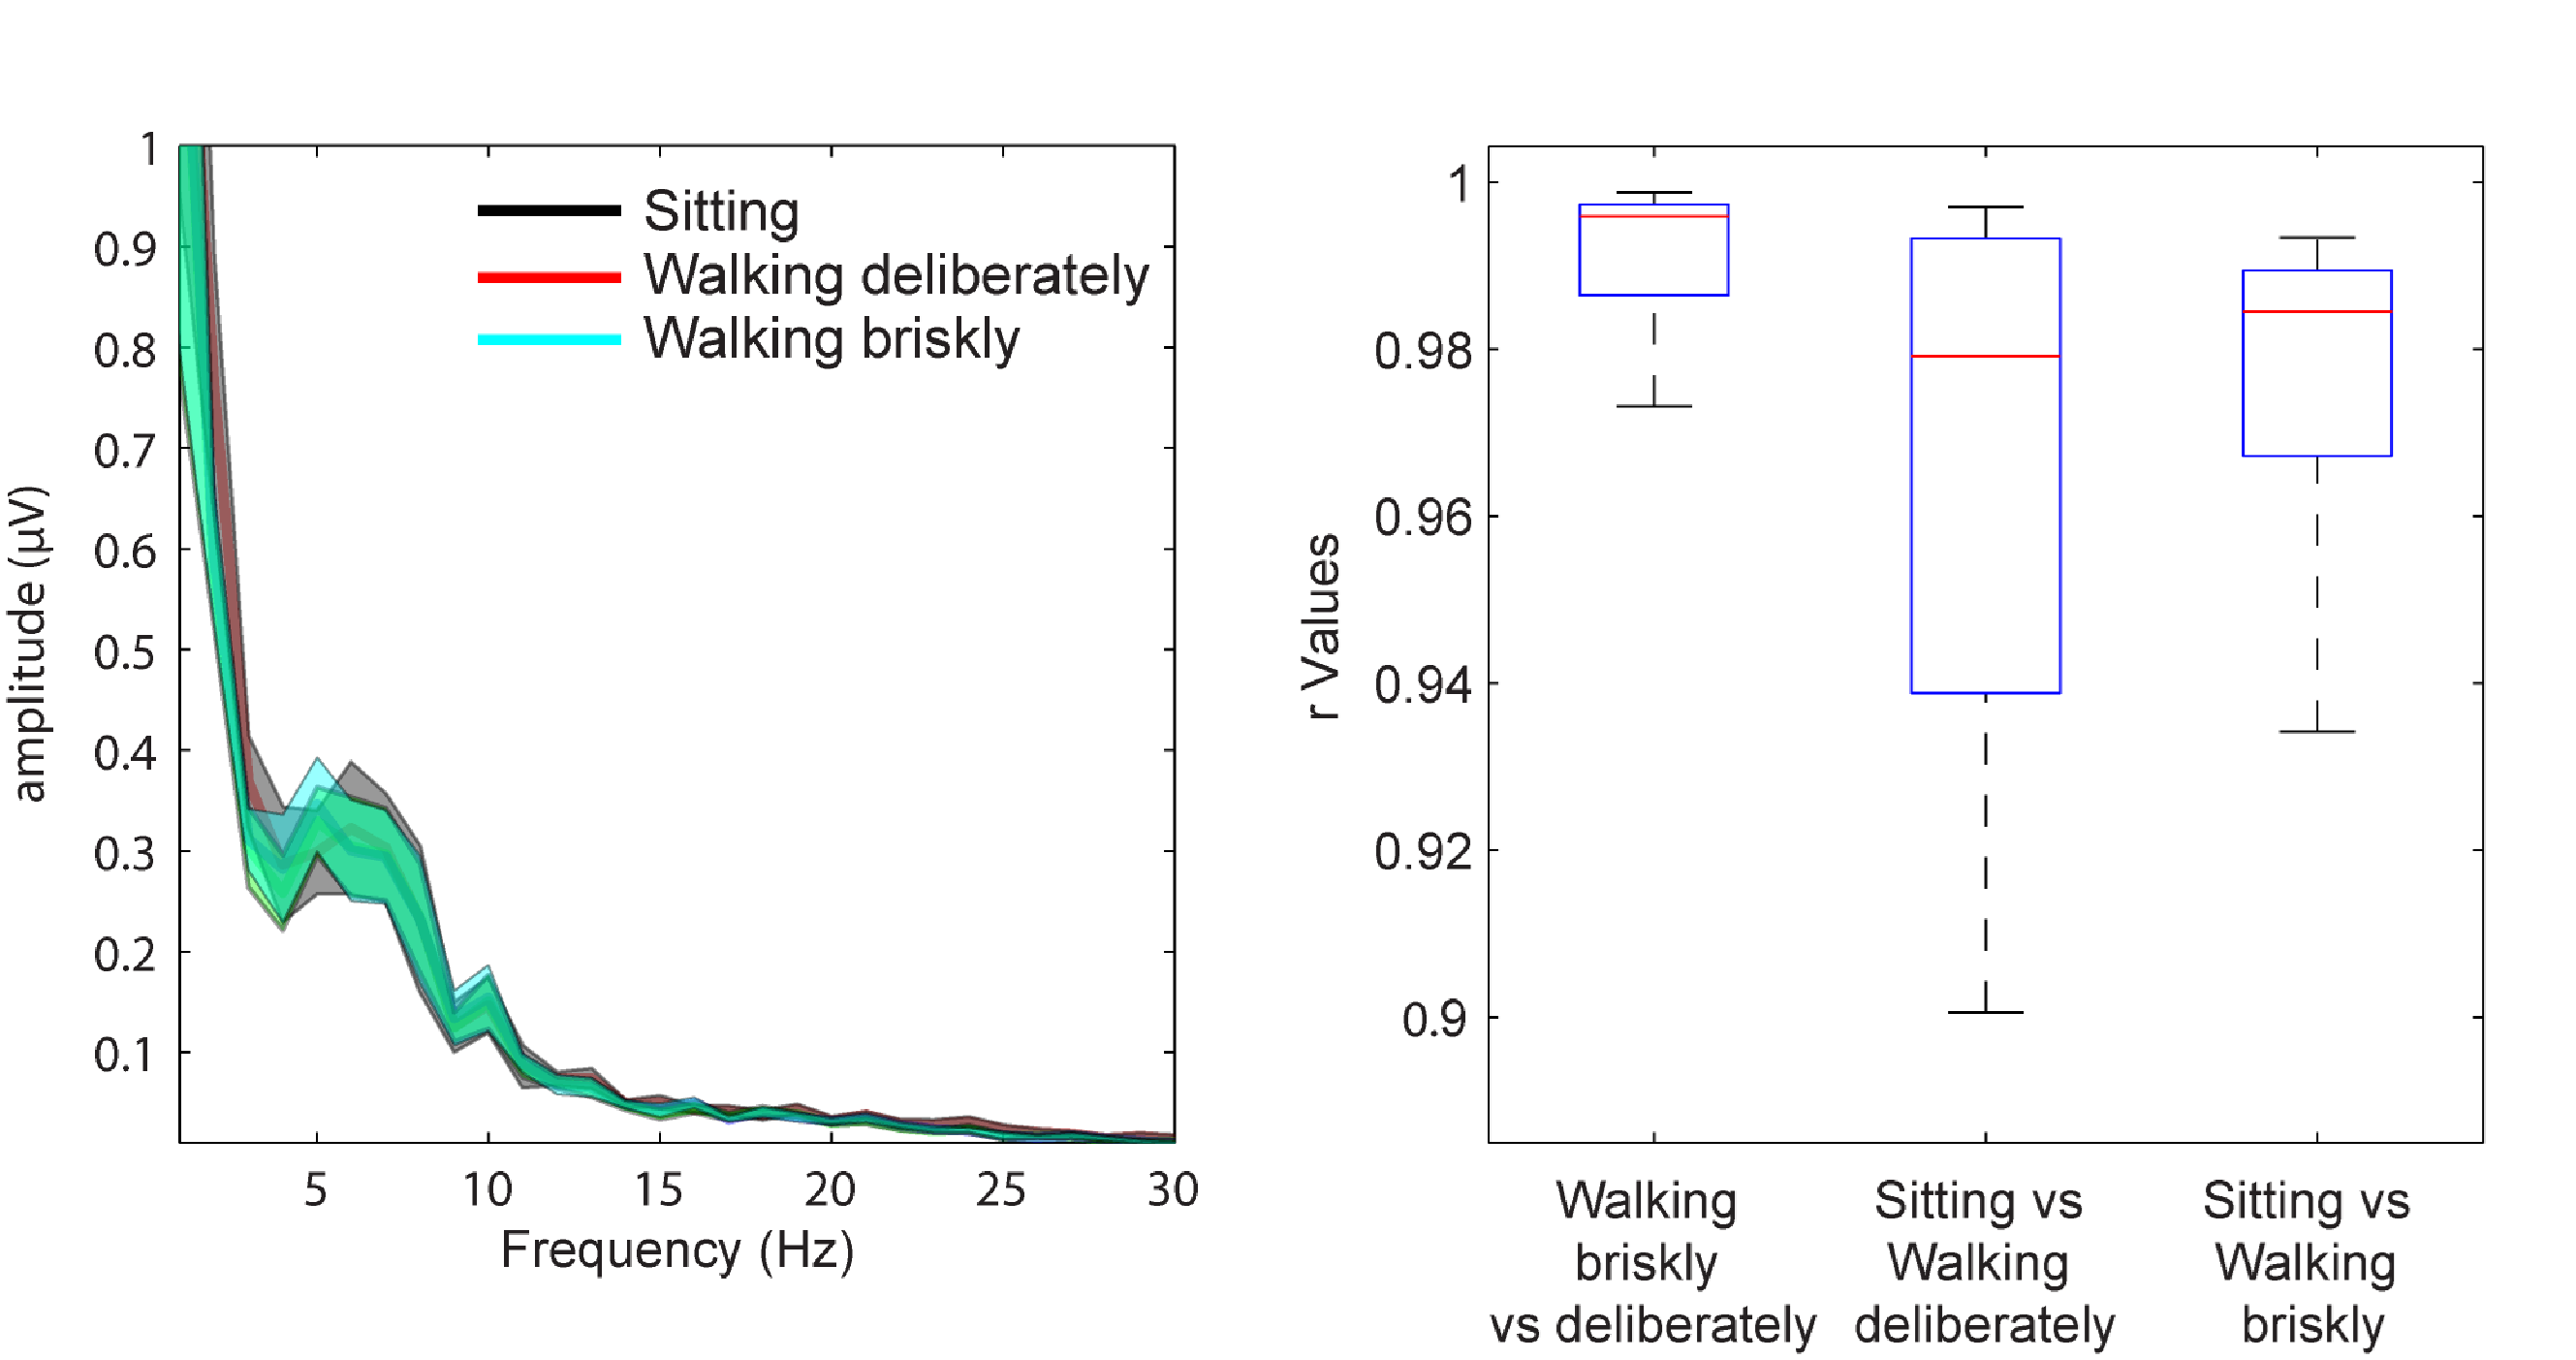 1
0.9
0.8
0.7
0.6
0.5
0.4
0.3
0.2
0.1
amplitude (μV)
Sitting
Walking deliberately
Walking briskly
5 10 15 20 25 30
Frequency (Hz)
1
0.98
0.96
0.94
0.92
0.9
r Values
Walking
briskly
vs deliberately
Sitting vs
Walking
deliberately
Sitting vs
Walking
briskly